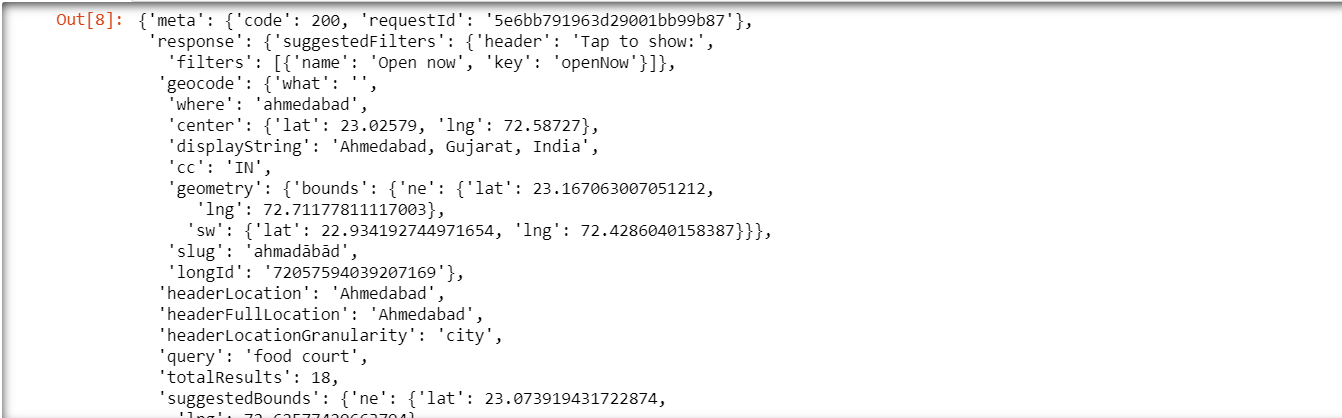 Out[8]: {'meta': {'code': 200, 'requestId': '5e6bb791963d29001bb99b87'},
'response': {'suggestedFilters': {'header': 'Tap to show:',
'filters': [{'name': 'Open now', 'key': 'openNow'}]},
'geocode': {'what': '',
'where': 'ahmedabad',
'center': {'lat': 23.02579, 'lng': 72.58727},
'displayString': 'Ahmedabad, Gujarat, India',
'cc': 'IN',
'geometry': {'bounds': {'ne': {'lat': 23.167063007051212,
'lng': 72.71177811117003},
'sw': {'lat': 22.934192744971654, 'lng': 72.4286040158387}}},
'slug': 'ahmadābād',
'longId': '72057594039207169'},
'headerLocation': 'Ahmedabad',
'headerFullLocation': 'Ahmedabad',
'headerLocationGranularity': 'city',
'query': 'food court',
'totalResults': 18,
'suggestedBounds': {'ne': {'lat': 23.073919431722874,
'lng':